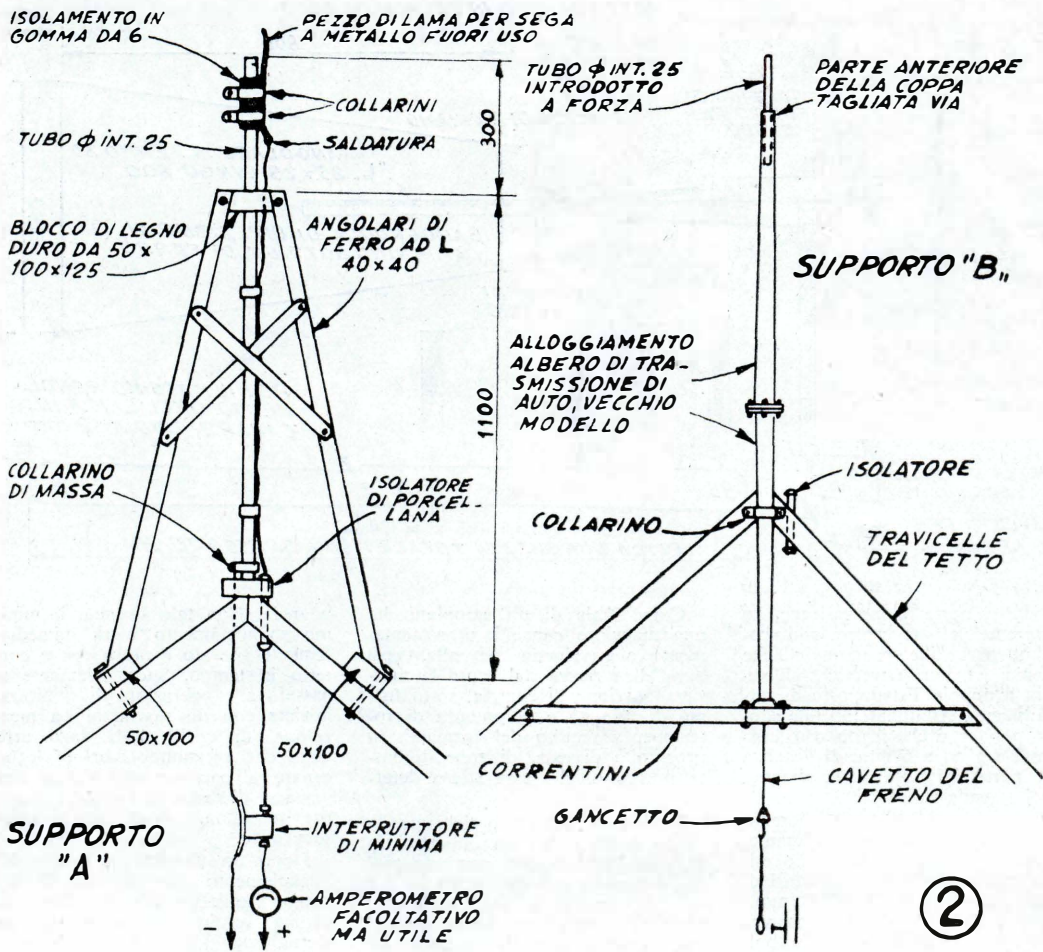 ISOLAMENTO IN
GOMMA DA 6
PEZZO DI LAMA PER SEGA
A METALLO FUORI USO
COLLARINI
TUBO ϕ INT. 25
SALDATURA
300
BLOCCO DI LEGNO
DURO DA 50 x
100x125
ANGOLARI DI
FERRO AD L
40x40
1100
COLLARINO
DI MASSA
ISOLATORE
DI PORCEL-
LANA
50x100
50x100
SUPPORTO
"A"
INTERRUTTORE
DI MINIMA
AMPEROMETRO
FACOLTATIVO
MA UTILE
- +
TUBO ϕ INT. 25
INTRODOTTO
A FORZA
PARTE ANTERIORE
DELLA COPPA
TAGLIATA VIA
SUPPORTO "B"
ALLOGGIAMENTO
ALBERO DI TRA-
SMISSIONE DI
AUTO, VECCHIO
MODELLO
ISOLATORE
COLLARINO
TRAVICELLE
DEL TETTO
CORRENTINI
CAVETTO DEL
FRENO
GANCETTO
2